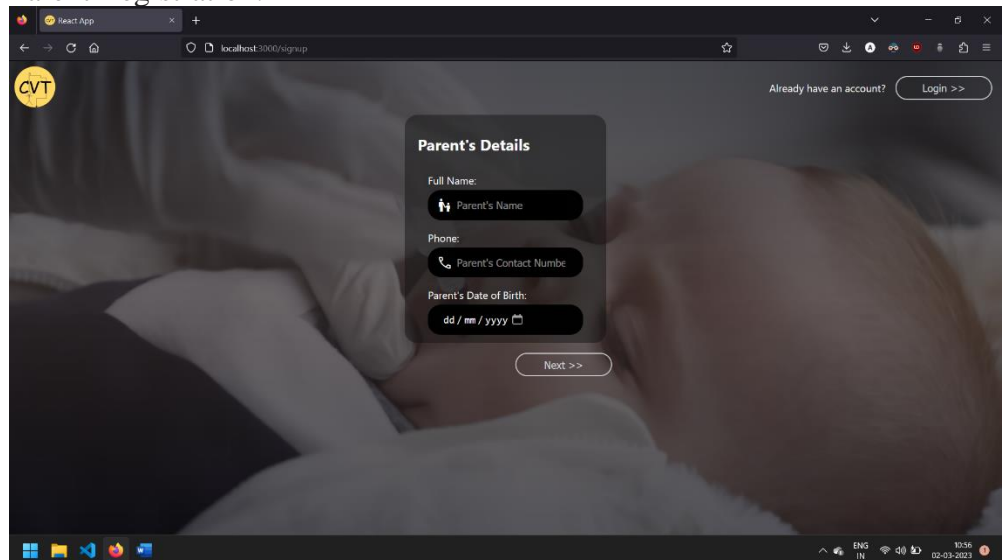 React App
localhost:3000/signup
CVT
Already have an account?
Login >>
Parent's Details
Full Name:
Parent's Name
Phone:
Parent's Contact Numbe
Parent's Date of Birth:
dd / mm / yyyy
Next >>
ENG
IN
10:56
02-03-2023